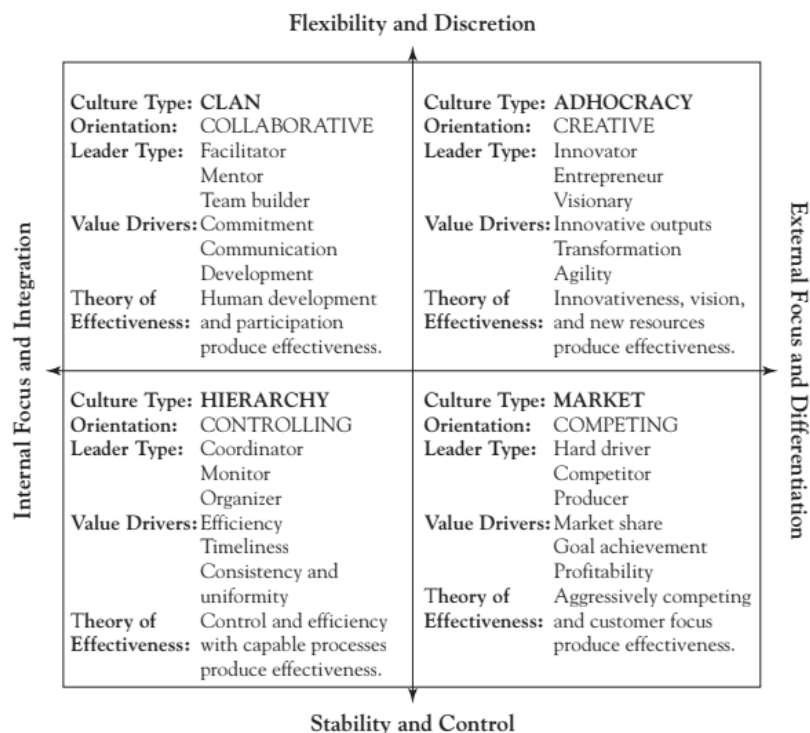 Flexibility and Discretion
Culture Type: CLAN
Orientation: COLLABORATIVE
Leader Type: Facilitator
Mentor
Team builder
Value Drivers: Commitment
Communication
Development
Theory of Human development
Effectiveness: and participation
produce effectiveness.
Culture Type: ADHOCRACY
Orientation: CREATIVE
Leader Type: Innovator
Entrepreneur
Visionary
Value Drivers: Innovative outputs
Transformation
Agility
Theory of Innovativeness, vision,
Effectiveness: and new resources
produce effectiveness.
Internal Focus and Integration
External Focus and Differentiation
Culture Type: HIERARCHY
Orientation: CONTROLLING
Leader Type: Coordinator
Monitor
Organizer
Value Drivers: Efficiency
Timeliness
Consistency and
uniformity
Theory of Control and efficiency
Effectiveness: with capable processes
produce effectiveness.
Culture Type: MARKET
Orientation: COMPETING
Leader Type: Hard driver
Competitor
Producer
Value Drivers: Market share
Goal achievement
Profitability
Theory of Aggressively competing
Effectiveness: and customer focus
produce effectiveness.
Stability and Control